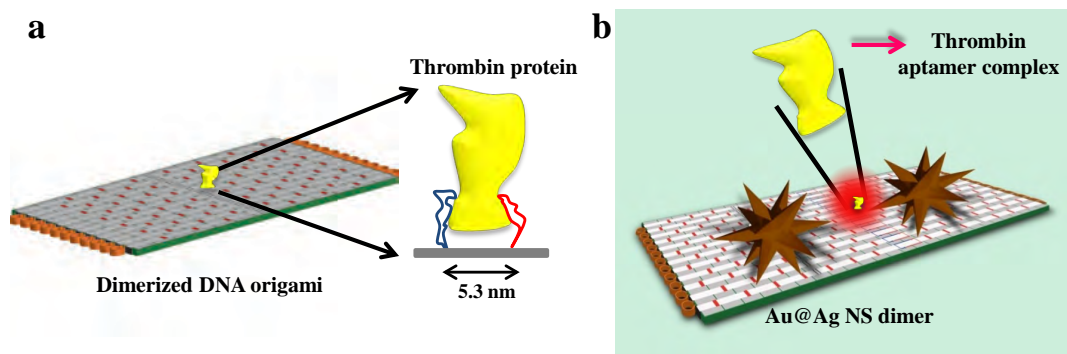 a
Thrombin protein
Dimerized DNA origami
5.3 nm
b
Thrombin
aptamer complex
Au@Ag NS dimer